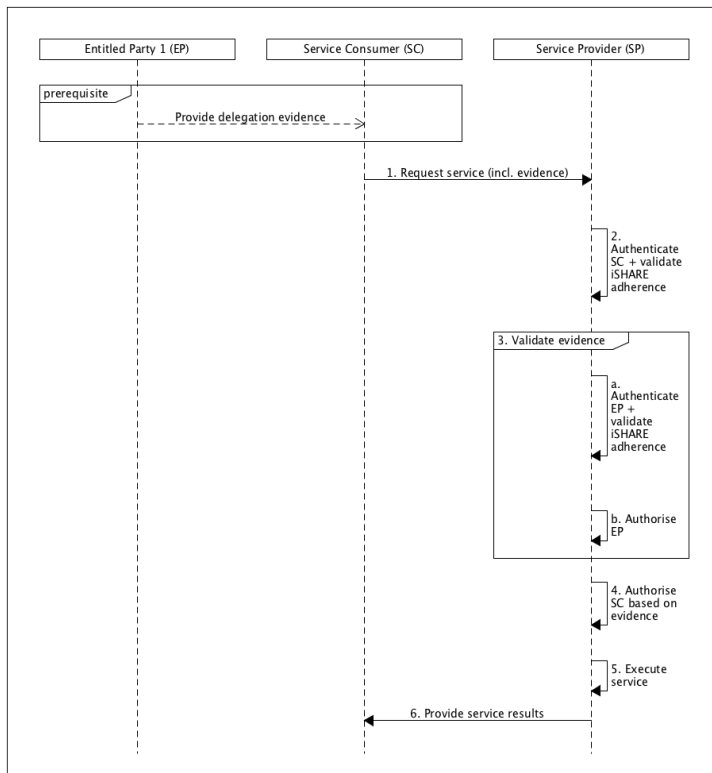 Entitled Party 1 (EP)
Service Consumer (SC)
Service Provider (SP)
prerequisite
Provide delegation evidence
1. Request service (incl. evidence)
2.
Authenticate
SC + validate
iSHARE
adherence
3. Validate evidence
a.
Authenticate
EP +
validate
iSHARE
adherence
b. Authorise
EP
4. Authorise
SC based on
evidence
5. Execute
service
6. Provide service results